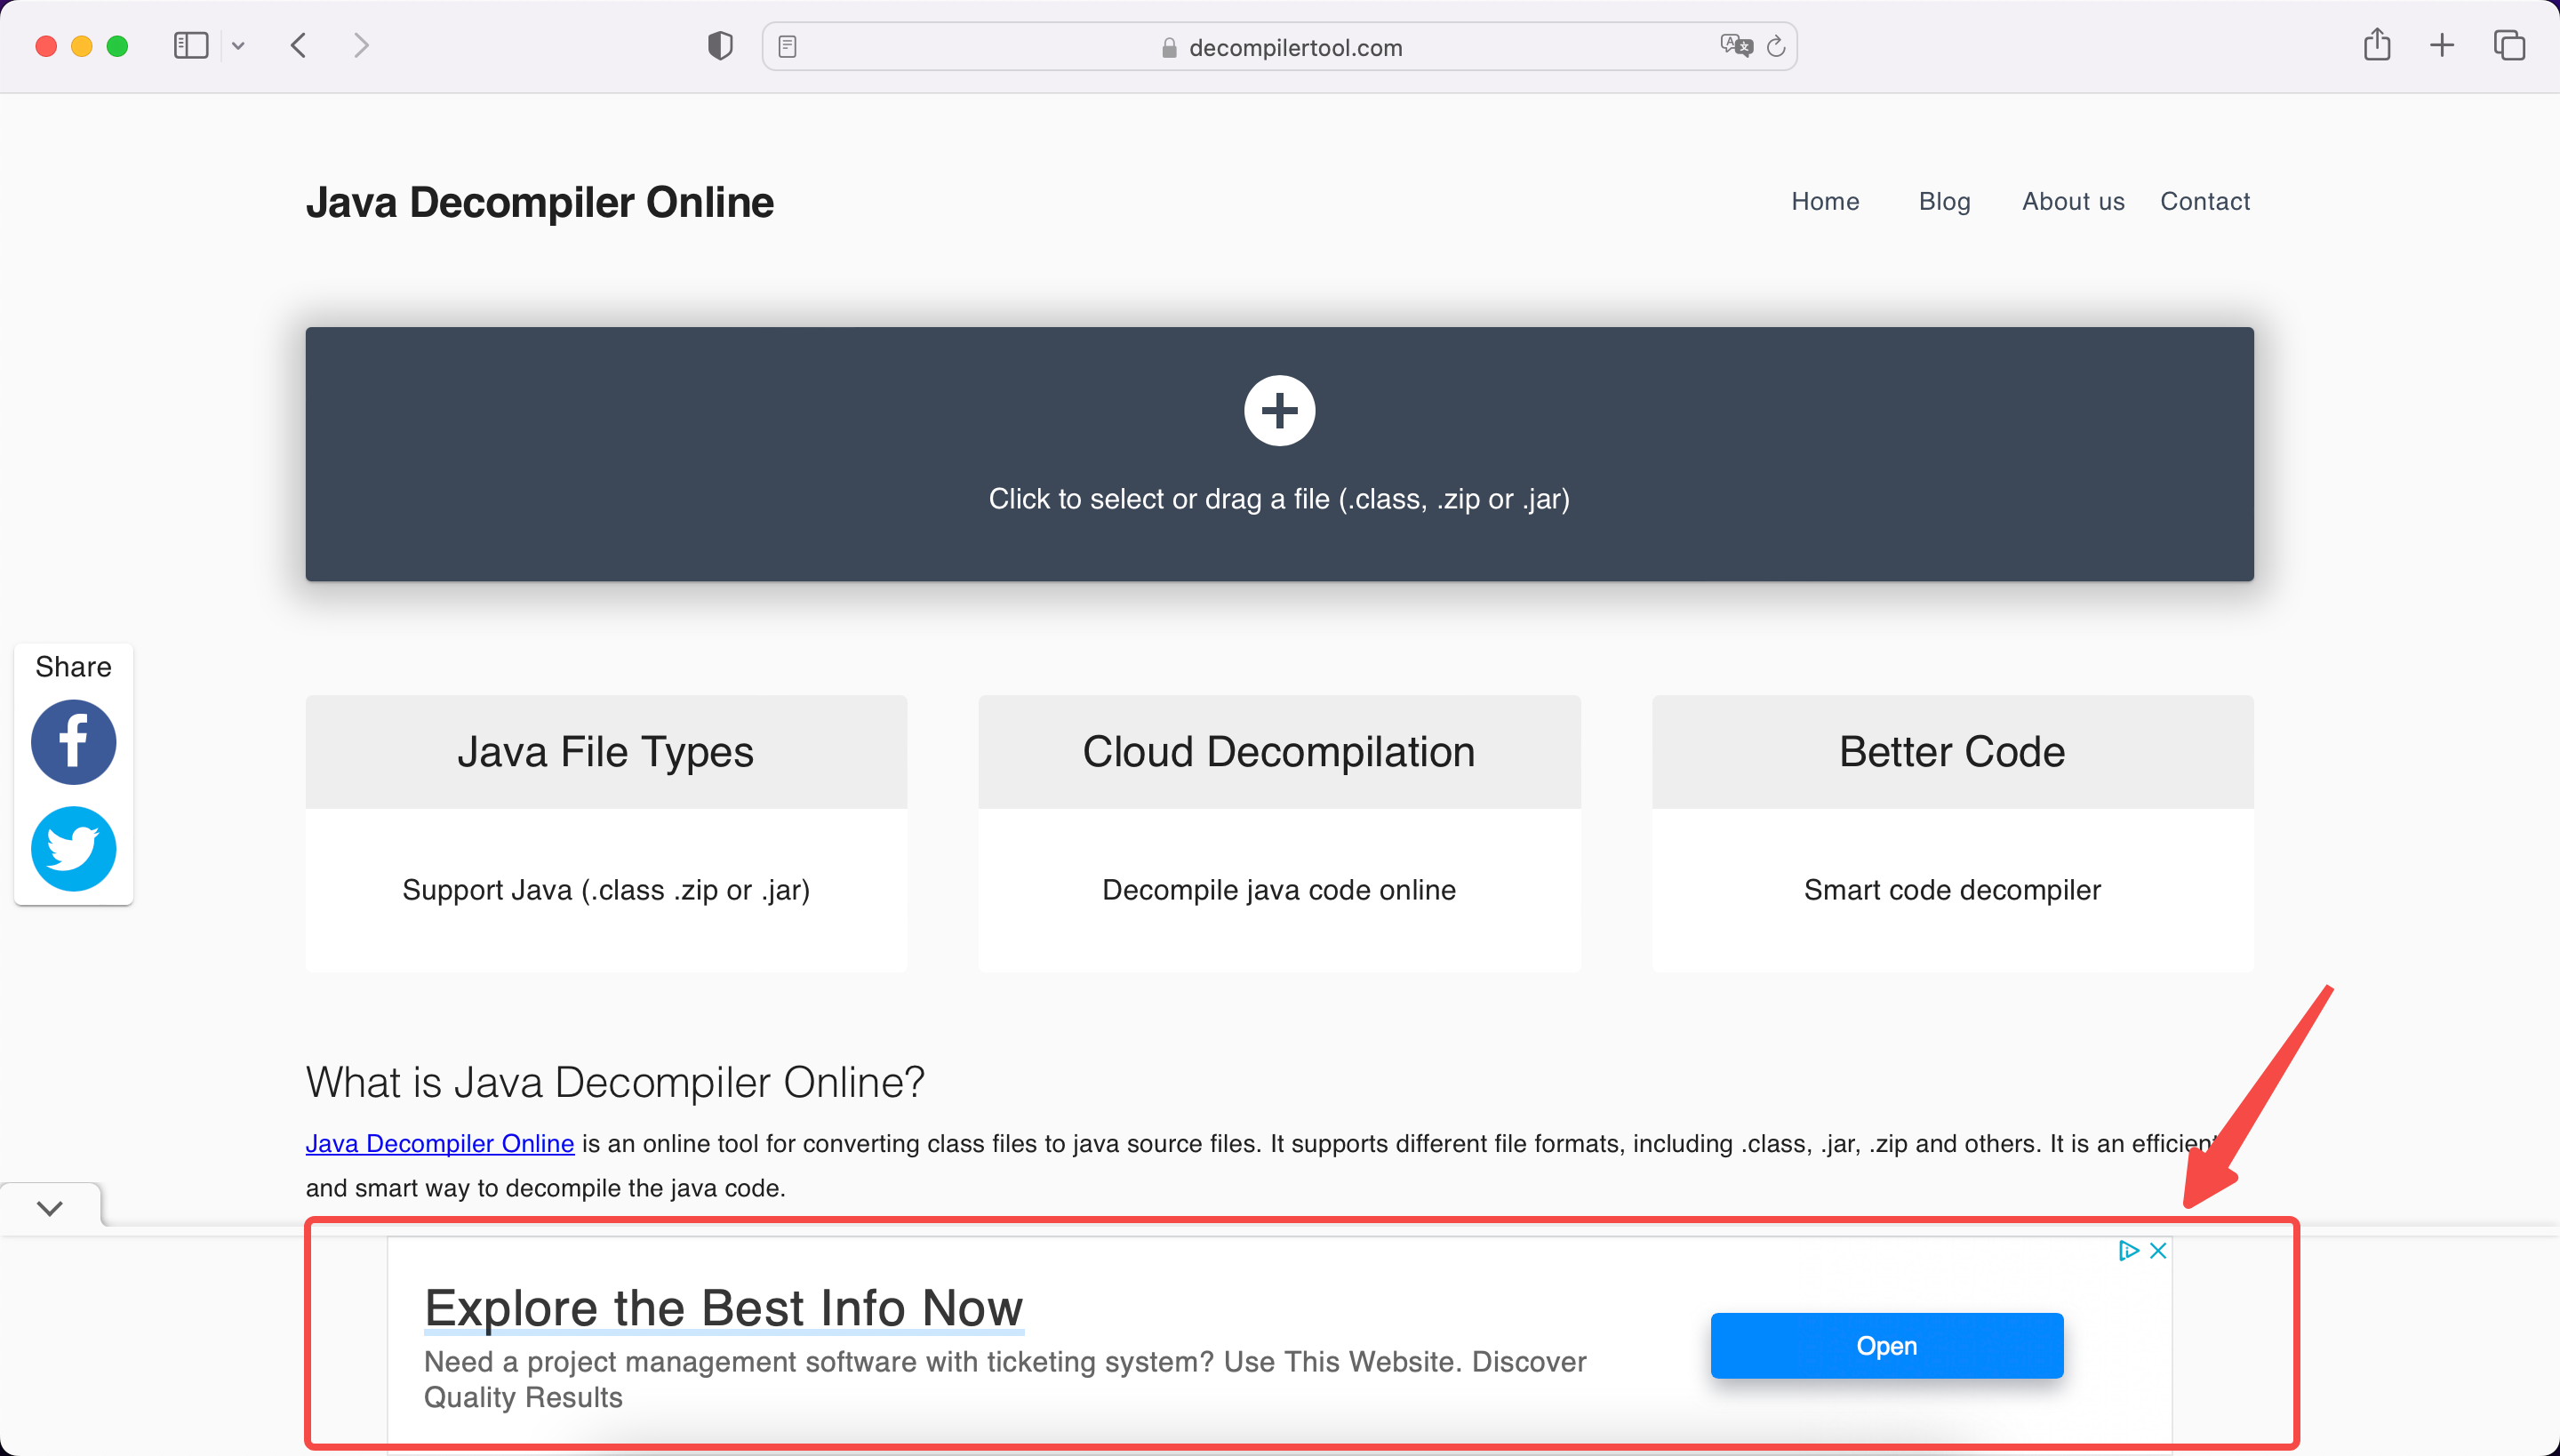 decompilertool.com
Java Decompiler Online
Home Blog About us Contact
Click to select or drag a file (.class, .zip or .jar)
Share
Java File Types
Support Java (.class .zip or .jar)
Cloud Decompilation
Decompile java code online
Better Code
Smart code decompiler
What is Java Decompiler Online?
Java Decompiler Online is an online tool for converting class files to java source files. It supports different file formats, including .class, .jar, .zip and others. It is an efficient
and smart way to decompile the java code.
Explore the Best Info Now
Need a project management software with ticketing system? Use This Website. Discover
Quality Results
Open